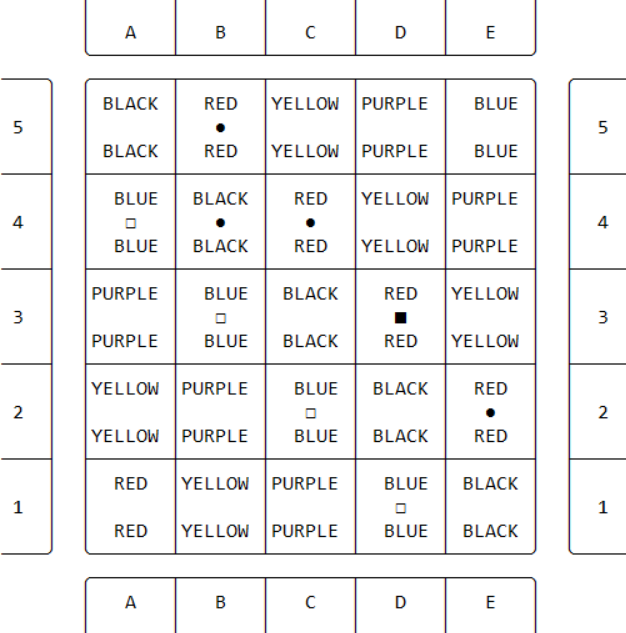 A B C D E
BLACK RED YELLOW PURPLE BLUE
5 ● 5
BLACK RED YELLOW PURPLE BLUE
BLUE BLACK RED YELLOW PURPLE
4 □ ● ● 4
BLUE BLACK RED YELLOW PURPLE
PURPLE BLUE BLACK RED YELLOW
3 □ ■ 3
PURPLE BLUE BLACK RED YELLOW
YELLOW PURPLE BLUE BLACK RED
2 □ ● 2
YELLOW PURPLE BLUE BLACK RED
RED YELLOW PURPLE BLUE BLACK
1 □ 1
RED YELLOW PURPLE BLUE BLACK
A B C D E